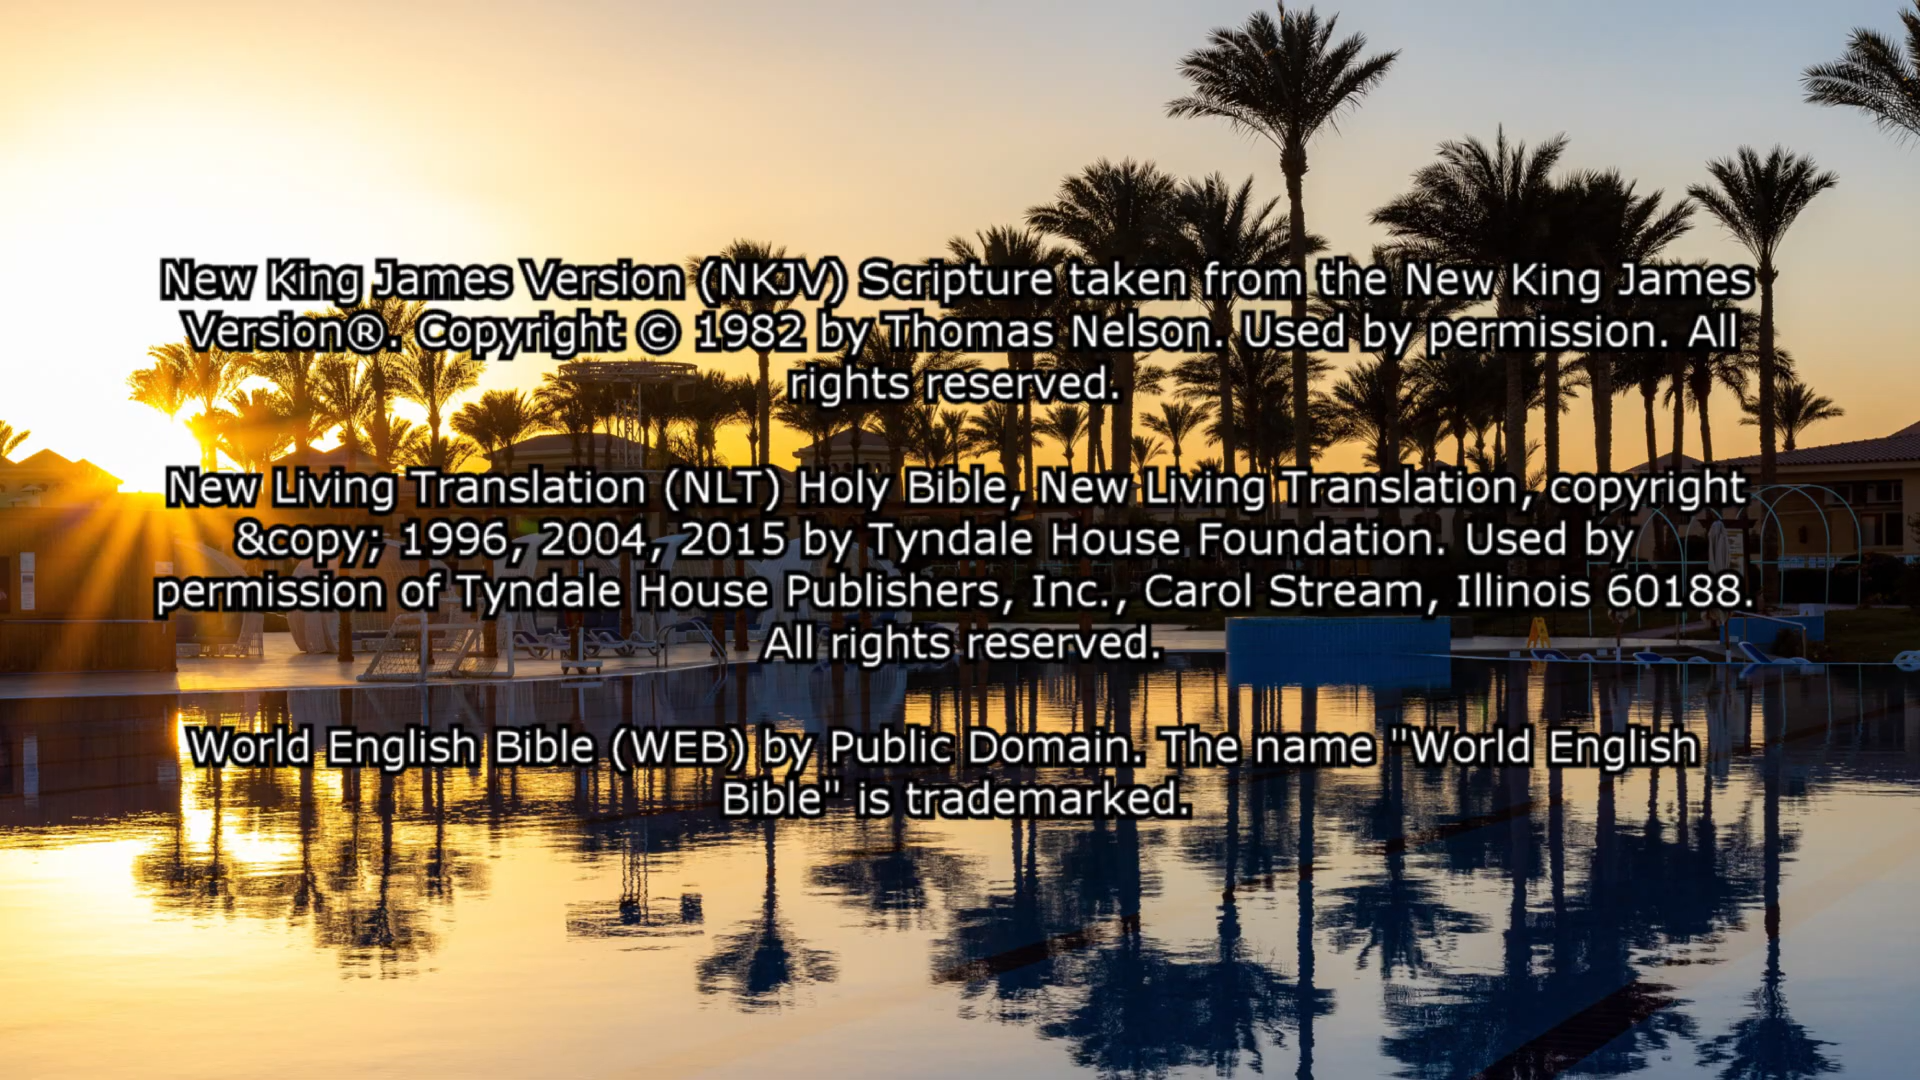 New King James Version (NKJV) Scripture taken from the New King James
Version®. Copyright © 1982 by Thomas Nelson. Used by permission. All
rights reserved.
New Living Translation (NLT) Holy Bible, New Living Translation, copyright
&copy; 1996, 2004, 2015 by Tyndale House Foundation. Used by
permission of Tyndale House Publishers, Inc., Carol Stream, Illinois 60188.
All rights reserved.
World English Bible (WEB) by Public Domain. The name "World English
Bible" is trademarked.